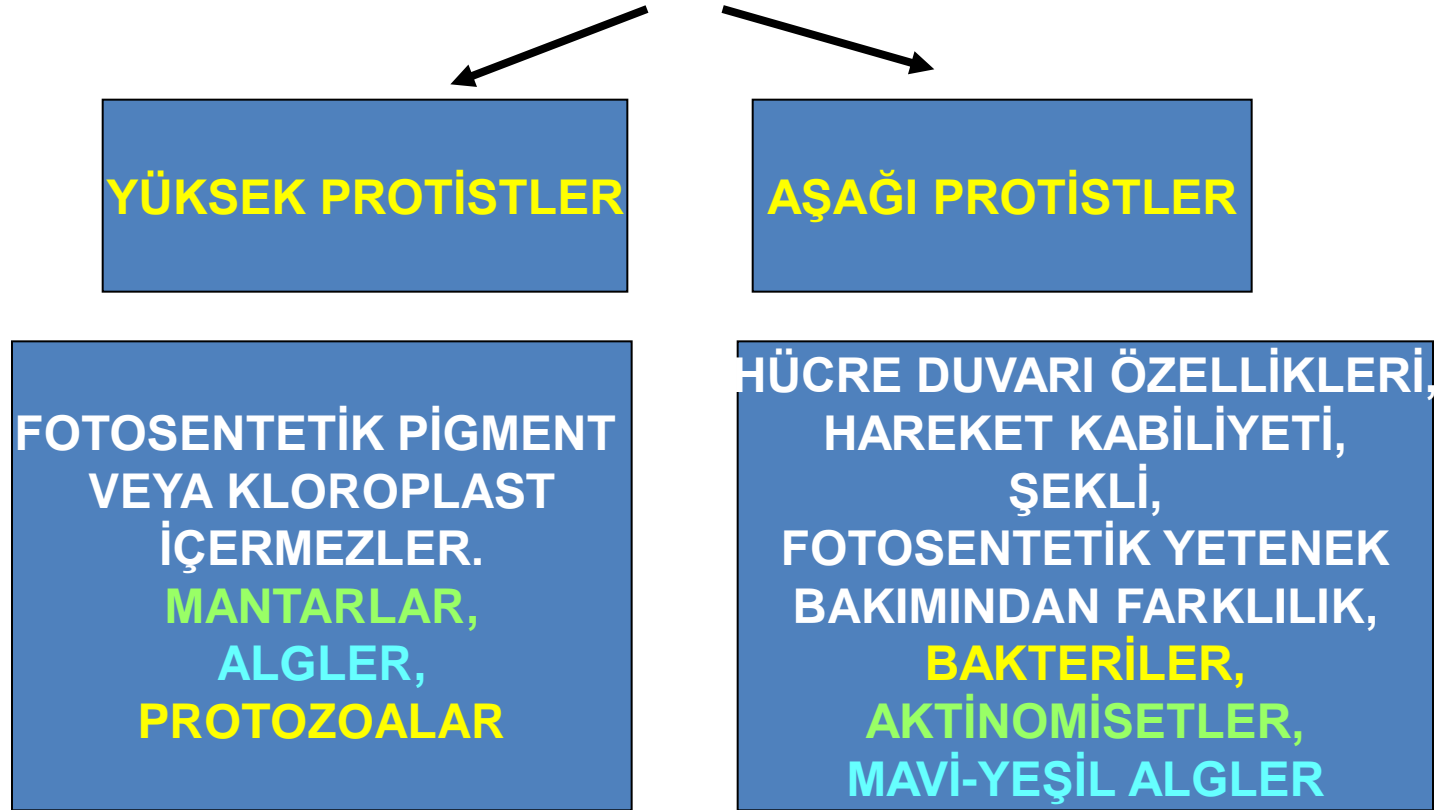 YÜKSEK PROTİSTLER
AŞAĞI PROTİSTLER
FOTOSENTETİK PİGMENT
VEYA KLOROPLAST
İÇERMEZLER.
MANTARLAR,
ALGLER,
PROTOZOALAR
HÜCRE DUVARI ÖZELLİKLERİ,
HAREKET KABİLİYETİ,
ŞEKLİ,
FOTOSENTETİK YETENEK
BAKIMINDAN FARKLILIK,
BAKTERİLER,
AKTİNOMİSETLER,
MAVİ-YEŞİL ALGLER